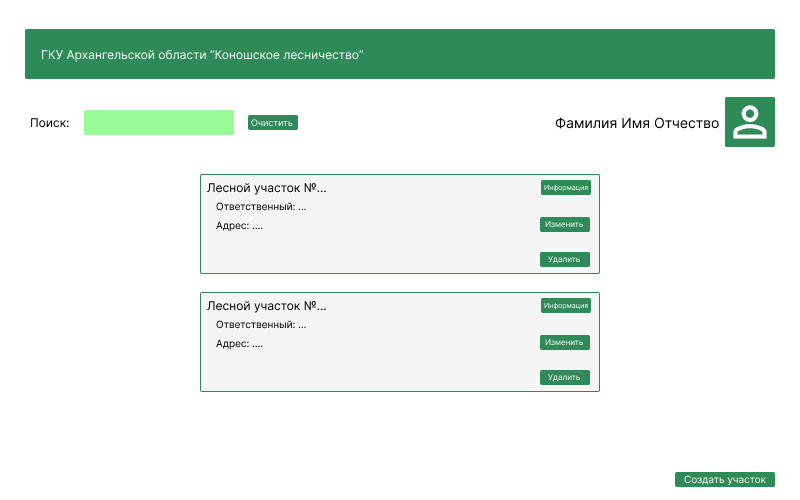 ГКУ Архангельской области “Коношское лесничество”
Поиск:
Очистить
Фамилия Имя Отчество
Лесной участок №...
Информация
Ответственный: ...
Адрес: ....
Изменить
Удалить
Лесной участок №...
Информация
Ответственный: ...
Адрес: ....
Изменить
Удалить
Создать участок